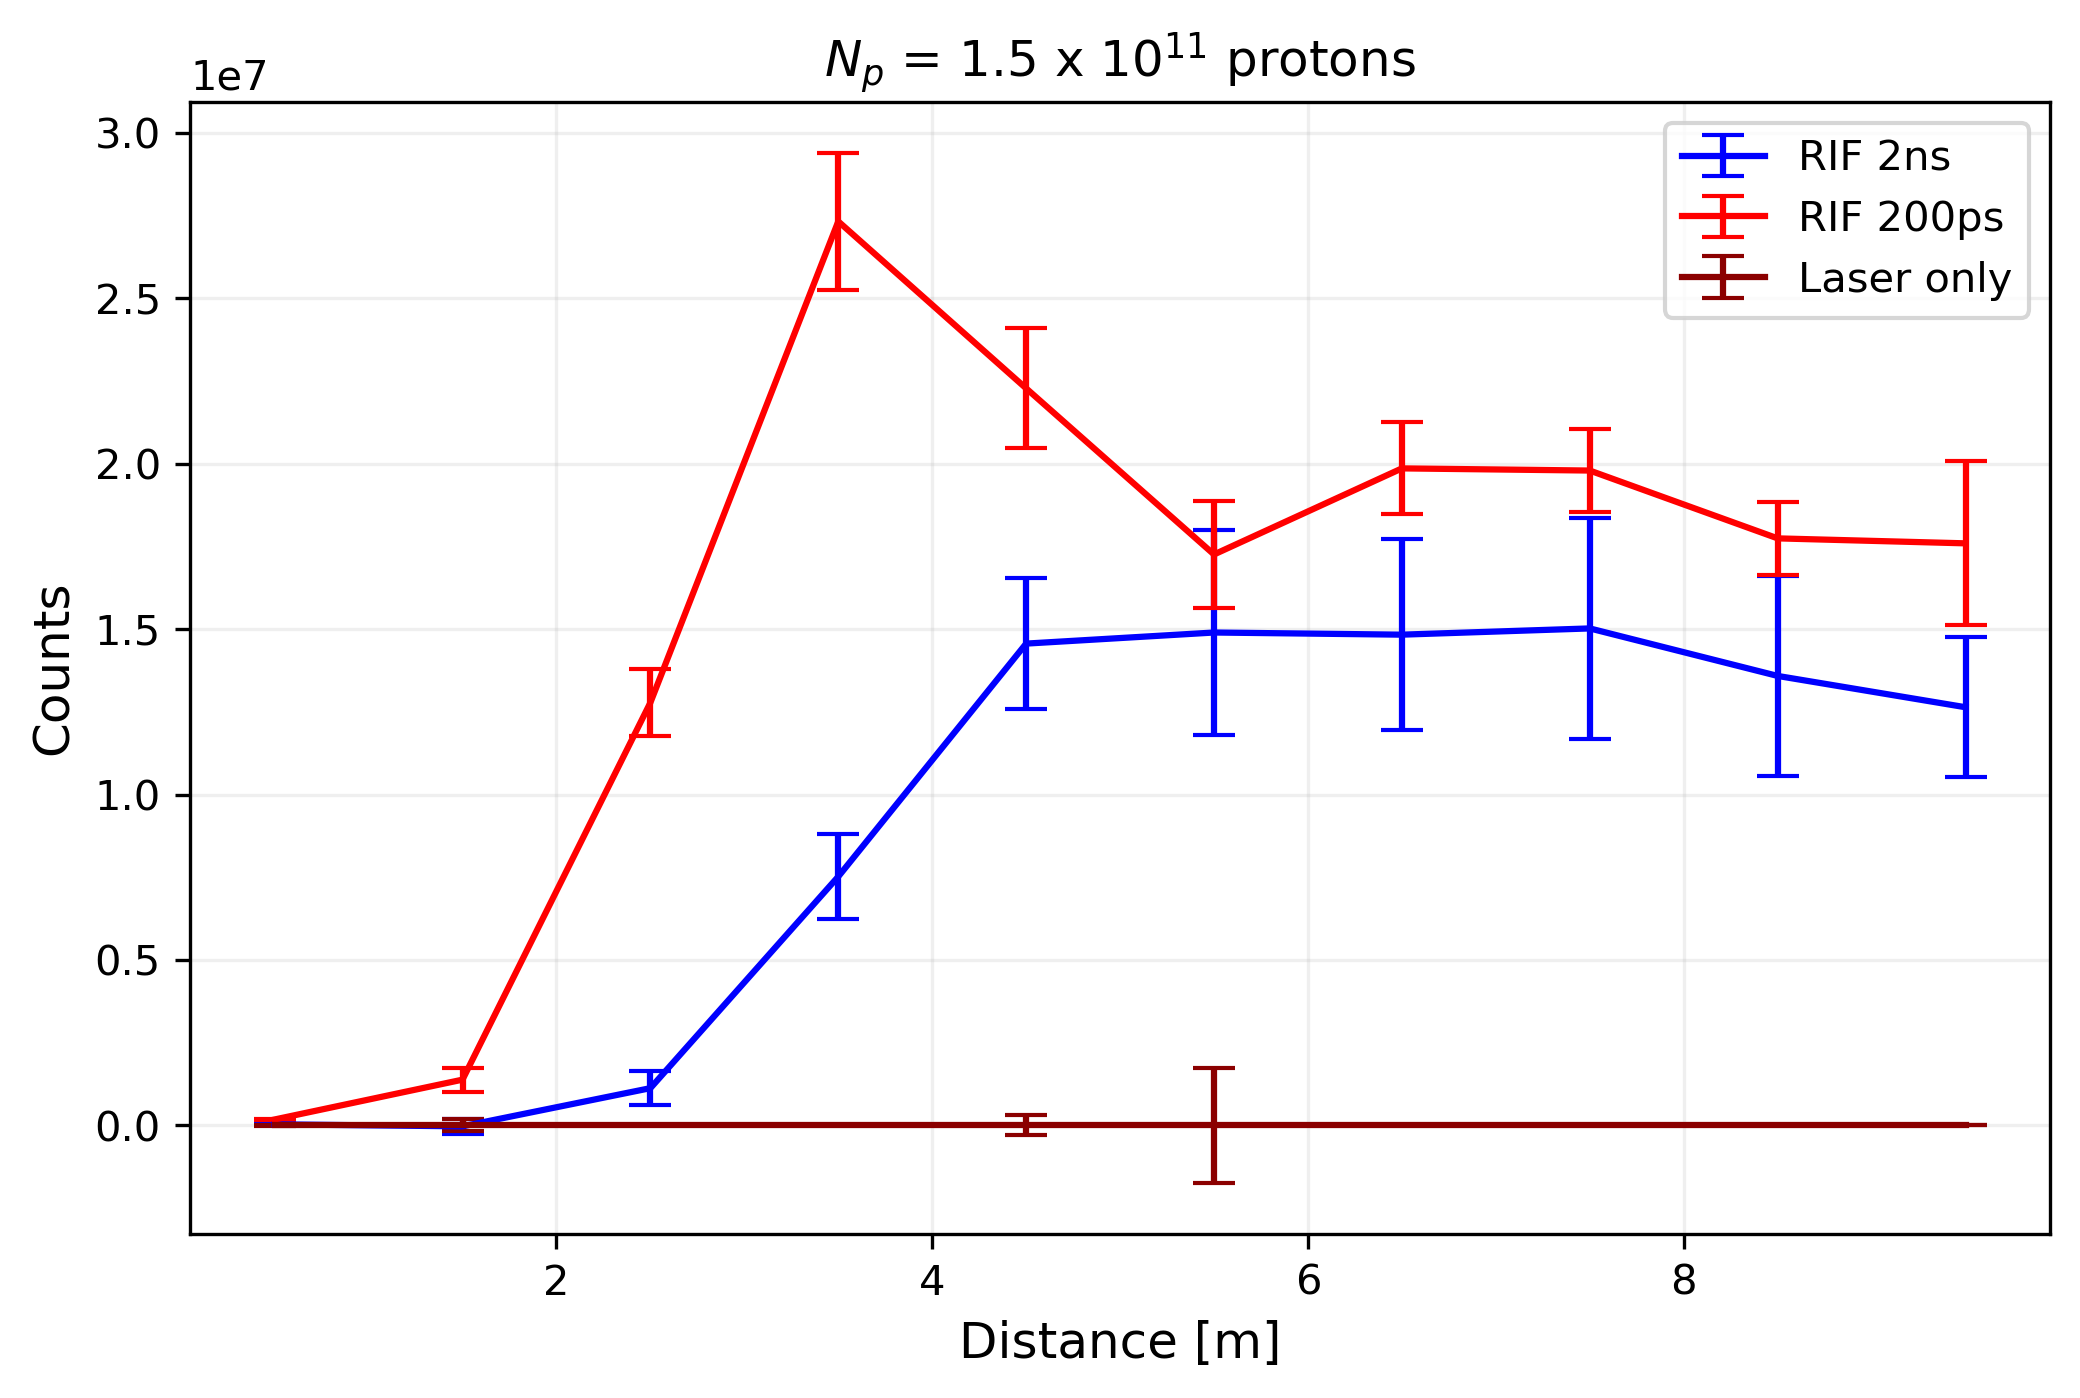 N_p = 1.5 x 10^11 protons
1e7
3.0
2.5
2.0
1.5
1.0
0.5
0.0
Counts
2 4 6 8
Distance [m]
RIF 2ns
RIF 200ps
Laser only